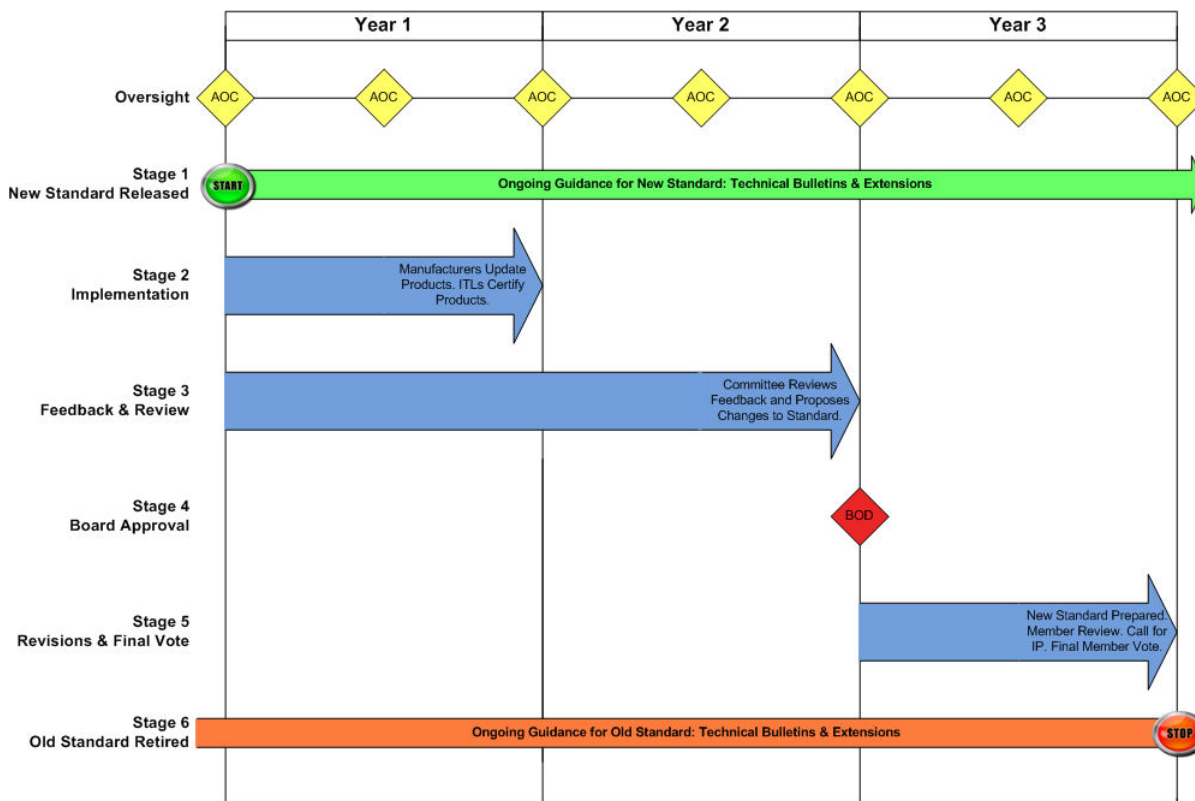 Year 1
Year 2
Year 3
Oversight
AOC
AOC
AOC
AOC
AOC
AOC
AOC
Stage 1
New Standard Released
START
Ongoing Guidance for New Standard: Technical Bulletins & Extensions
Stage 2
Implementation
Manufacturers Update
Products. ITLs Certify
Products.
Stage 3
Feedback & Review
Committee Reviews
Feedback and Proposes
Changes to Standard.
Stage 4
Board Approval
BOD
Stage 5
Revisions & Final Vote
New Standard Prepared.
Member Review. Call for
IP. Final Member Vote.
Stage 6
Old Standard Retired
Ongoing Guidance for Old Standard: Technical Bulletins & Extensions
STOP